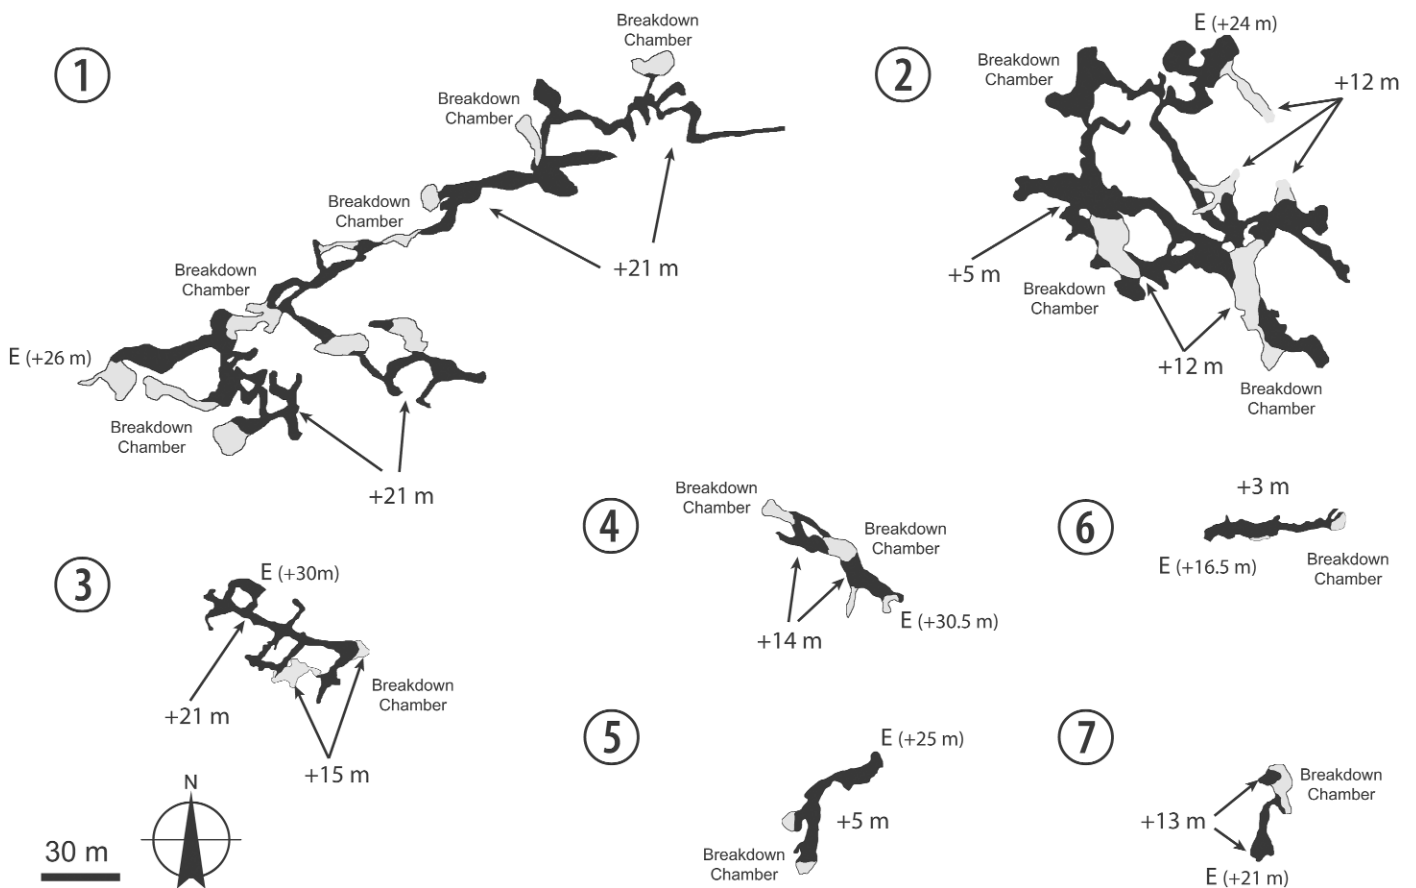 1
Breakdown
Chamber
Breakdown
Chamber
Breakdown
Chamber
+21 m
Breakdown
Chamber
E (+26 m)
Breakdown
Chamber
+21 m
2
E (+24 m)
Breakdown
Chamber
+12 m
+5 m
Breakdown
Chamber
+12 m
Breakdown
Chamber
3
E (+30m)
Breakdown
Chamber
+21 m
+15 m
4
Breakdown
Chamber
Breakdown
Chamber
E (+30.5 m)
+14 m
6
+3 m
E (+16.5 m)
Breakdown
Chamber
5
E (+25 m)
+5 m
Breakdown
Chamber
7
Breakdown
Chamber
+13 m
E (+21 m)
N
30 m